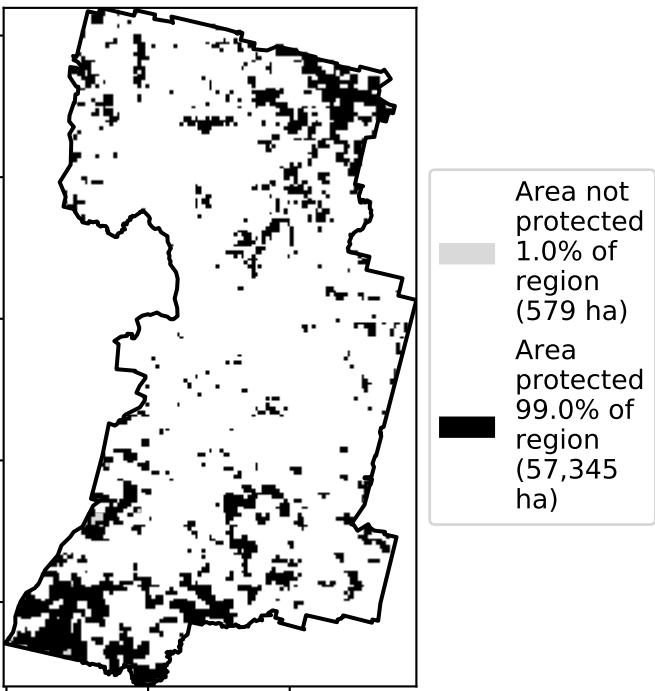 Area not
protected
1.0% of
region
(579 ha)
Area
protected
99.0% of
region
(57,345
ha)